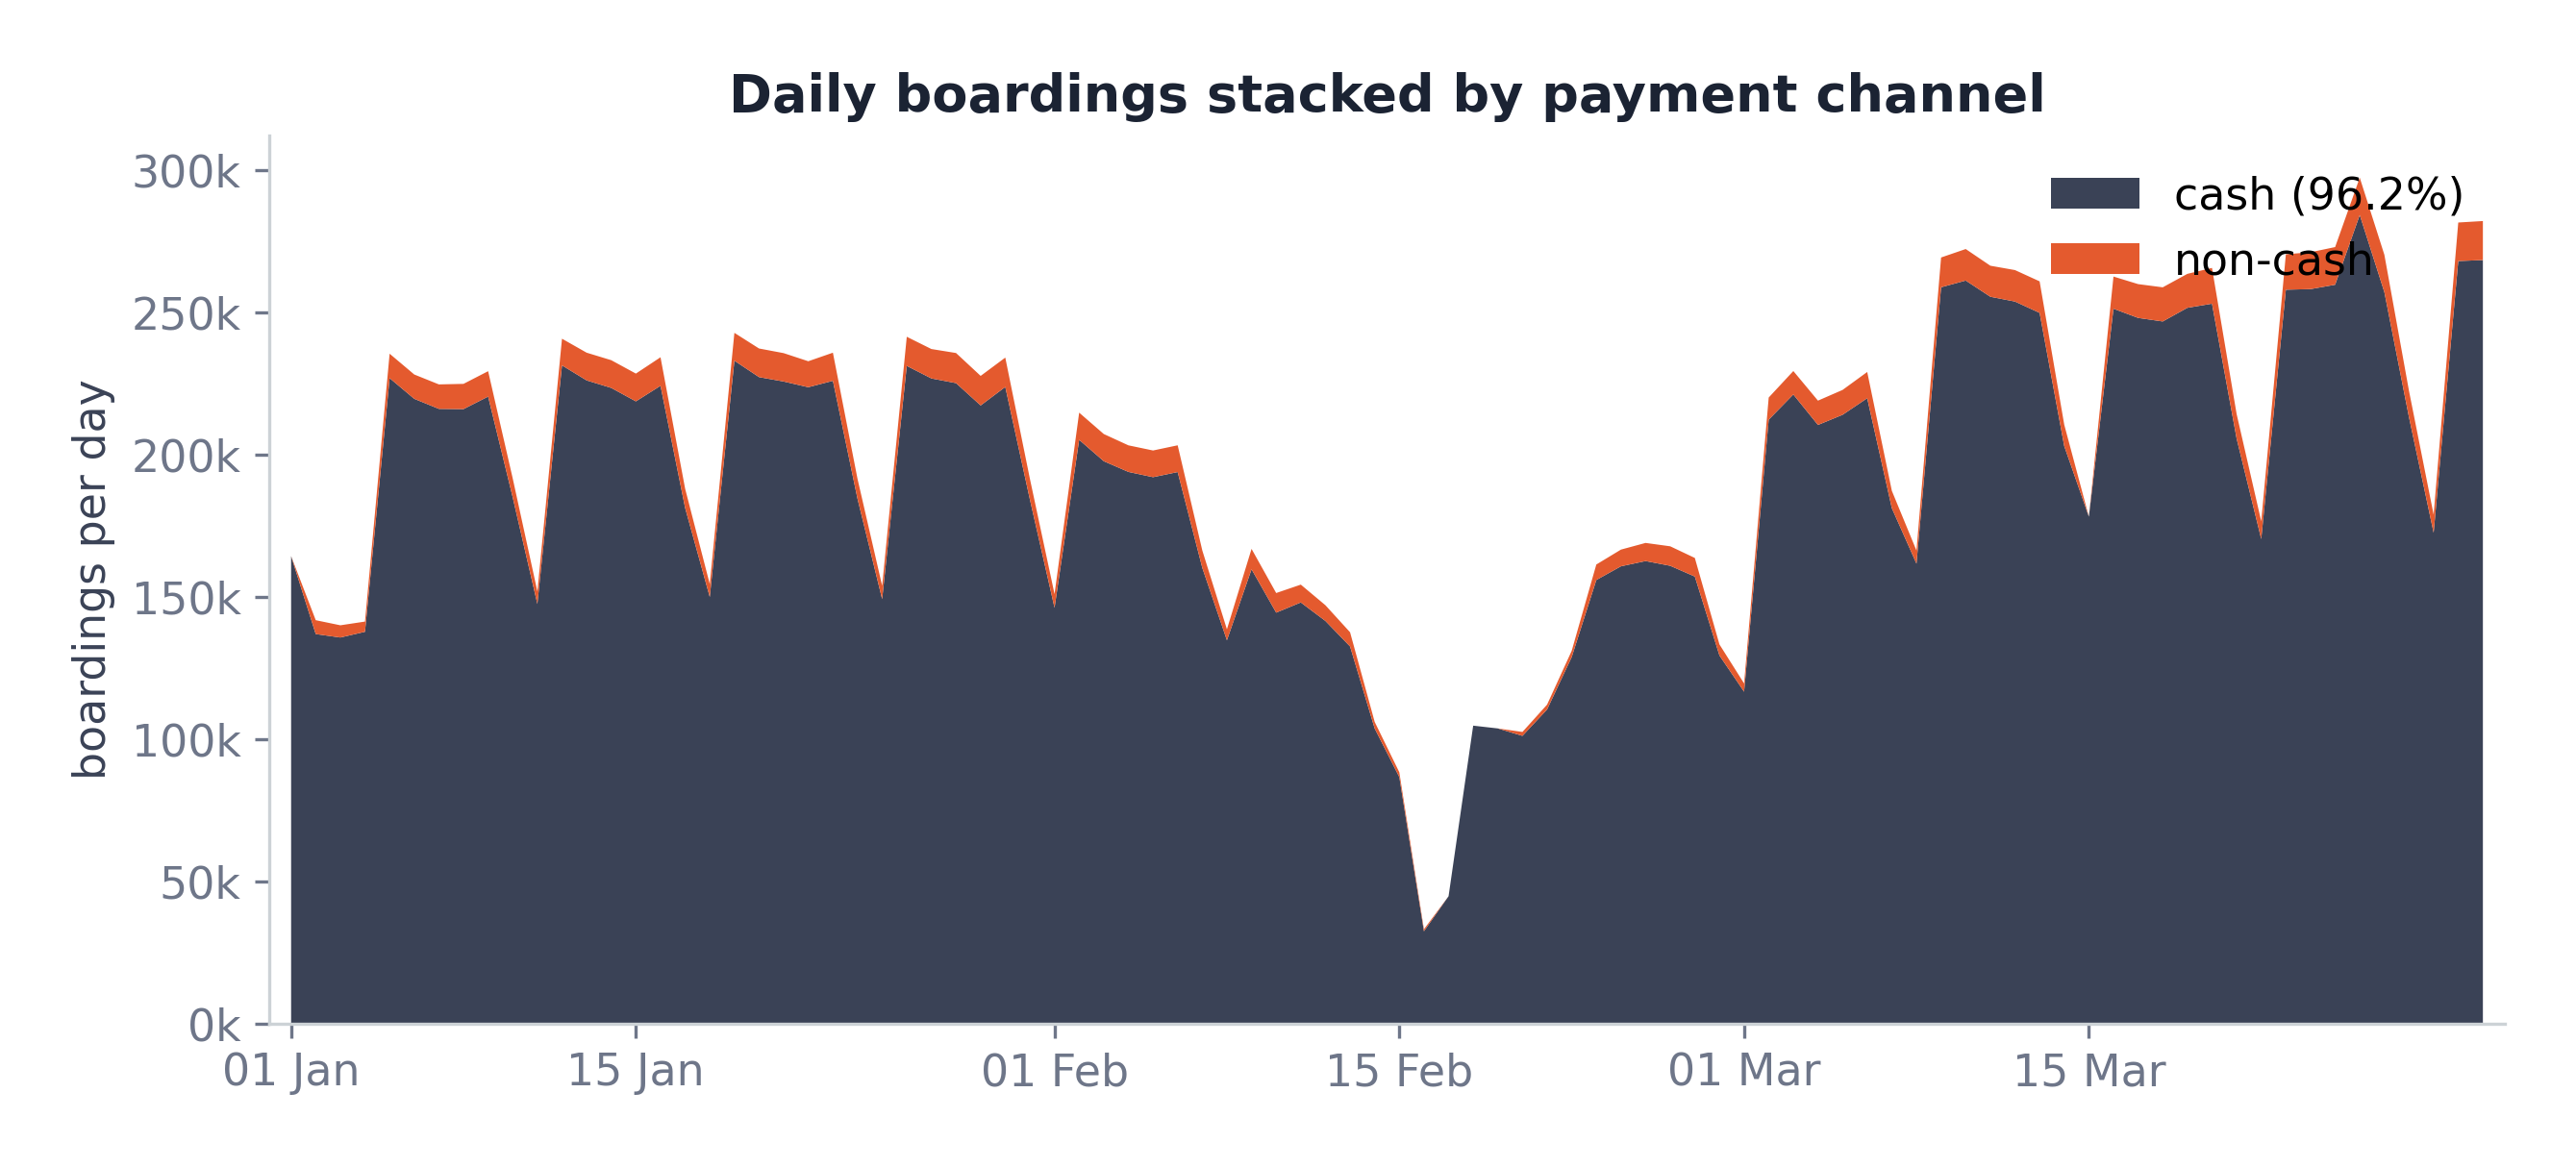 Daily boardings stacked by payment channel
boardings per day
300k
250k
200k
150k
100k
50k
0k
cash (96.2%)
non-cash
01 Jan
15 Jan
01 Feb
15 Feb
01 Mar
15 Mar